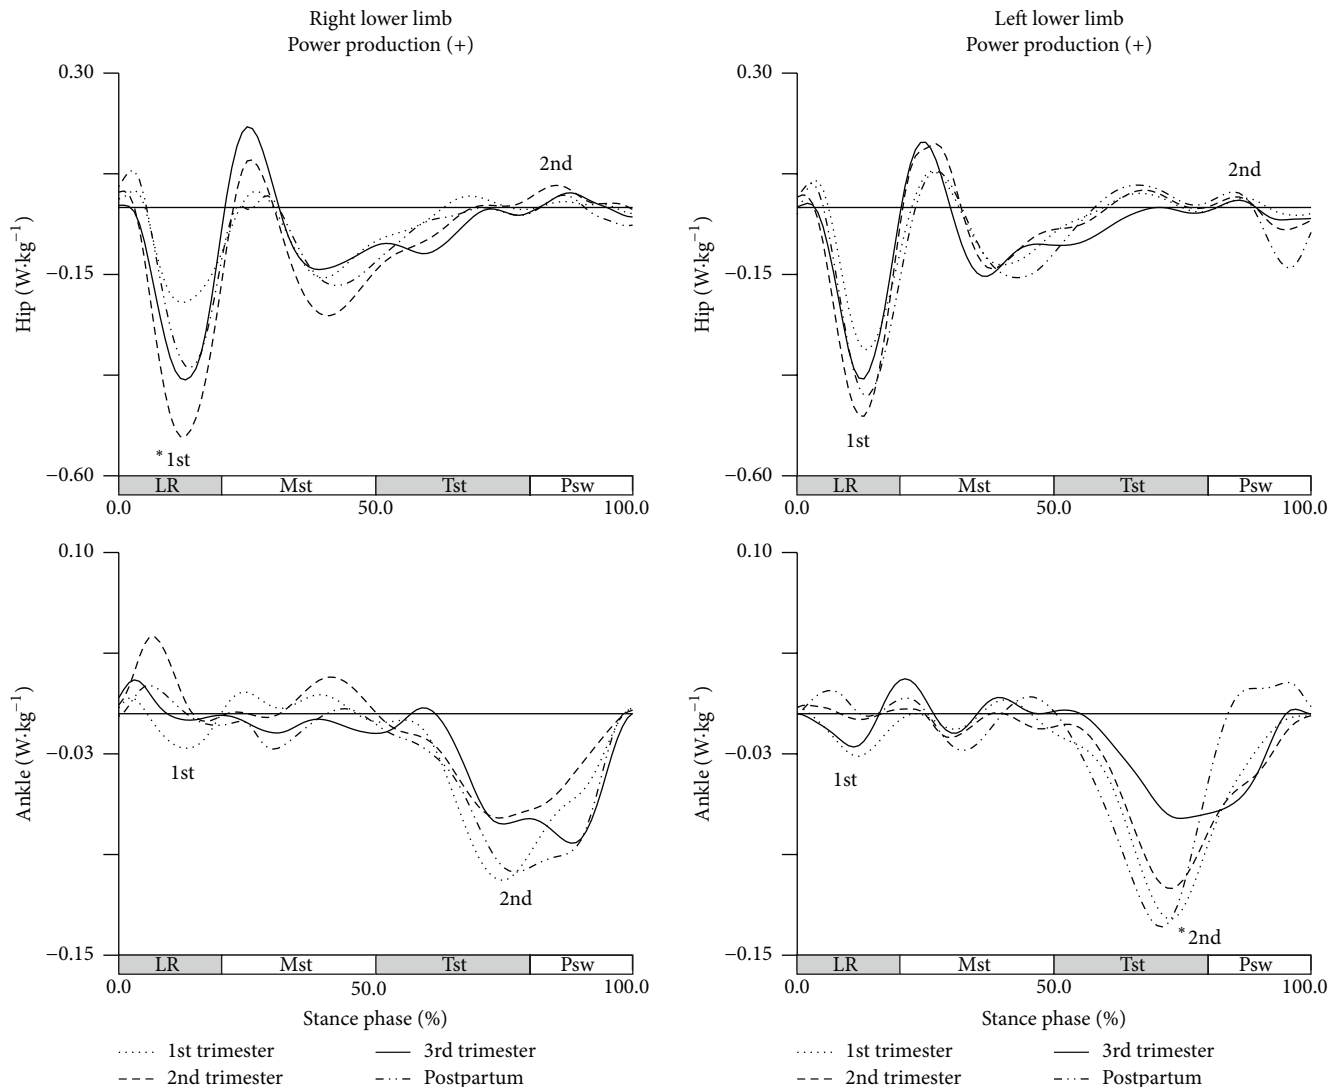 Right lower limb
Power production (+)
0.30
Hip (W·kg−1)
−0.15
−0.60
2nd
*1st
LR Mst Tst Psw
0.0 50.0 100.0
Left lower limb
Power production (+)
0.30
Hip (W·kg−1)
−0.15
−0.60
2nd
1st
LR Mst Tst Psw
0.0 50.0 100.0
0.10
Ankle (W·kg−1)
−0.03
−0.15
1st
2nd
LR Mst Tst Psw
0.0 50.0 100.0
Stance phase (%)
1st trimester 3rd trimester
2nd trimester Postpartum
0.10
Ankle (W·kg−1)
−0.03
−0.15
1st
*2nd
LR Mst Tst Psw
0.0 50.0 100.0
Stance phase (%)
1st trimester 3rd trimester
2nd trimester Postpartum